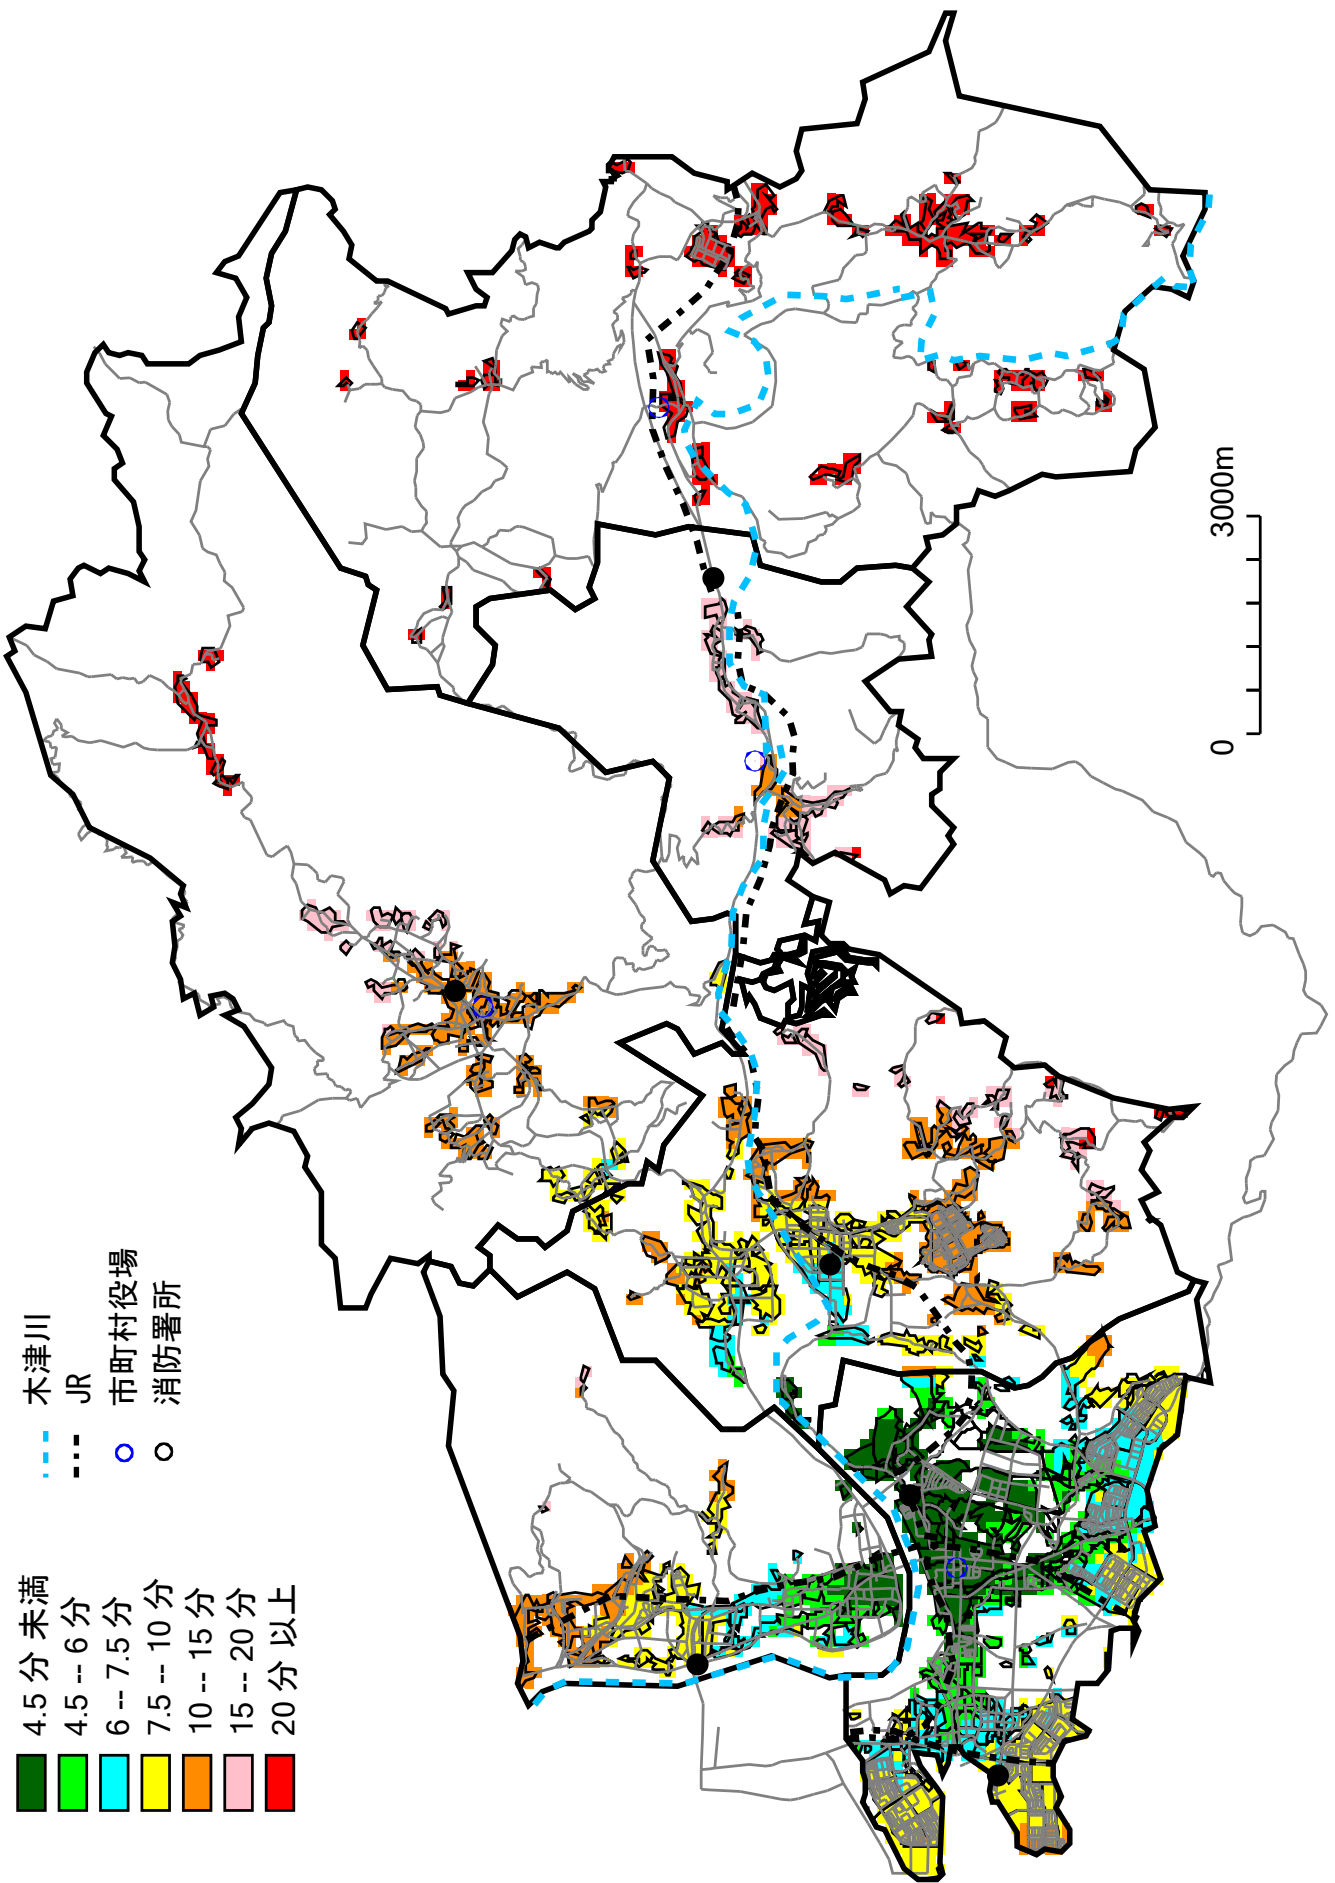 4.5 分 未満
4.5 -- 6 分
6 -- 7.5 分
7.5 -- 10 分
10 -- 15 分
15 -- 20 分
20 分 以上
木津川
JR
市町村役場
消防署所
0 3000m